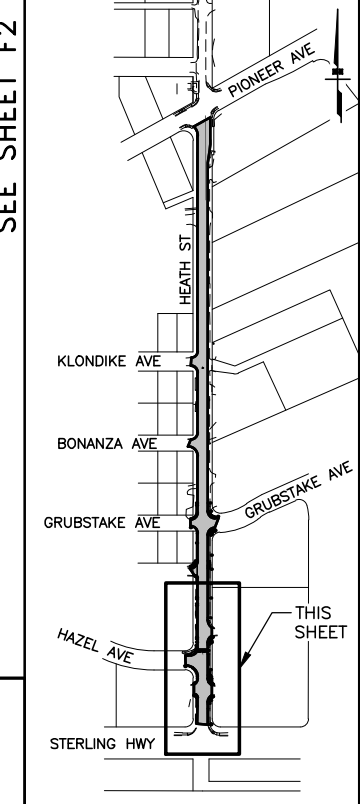 SEE SHEET F2
PIONEER AVE
HEATH ST
KLONDIKE AVE
BONANZA AVE
GRUBSTAKE AVE
GRUBSTAKE AVE
THIS
SHEET
HAZEL AVE
STERLING HWY